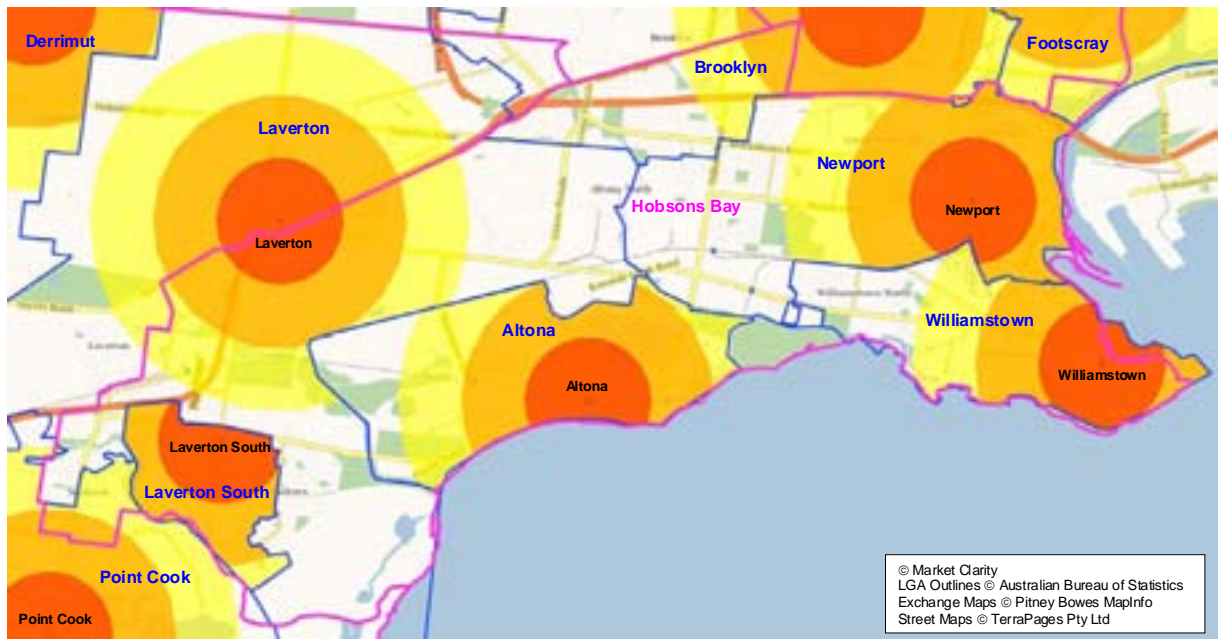 Derrimut
Footscray
Brooklyn
Laverton
Newport
Hobsons Bay
Newport
Laverton
Williamstown
Altona
Williamstown
Altona
Laverton South
Laverton South
Point Cook
Point Cook
© Market Clarity
LGA Outlines © Australian Bureau of Statistics
Exchange Maps © Pitney Bowes MapInfo
Street Maps © TerraPages Pty Ltd